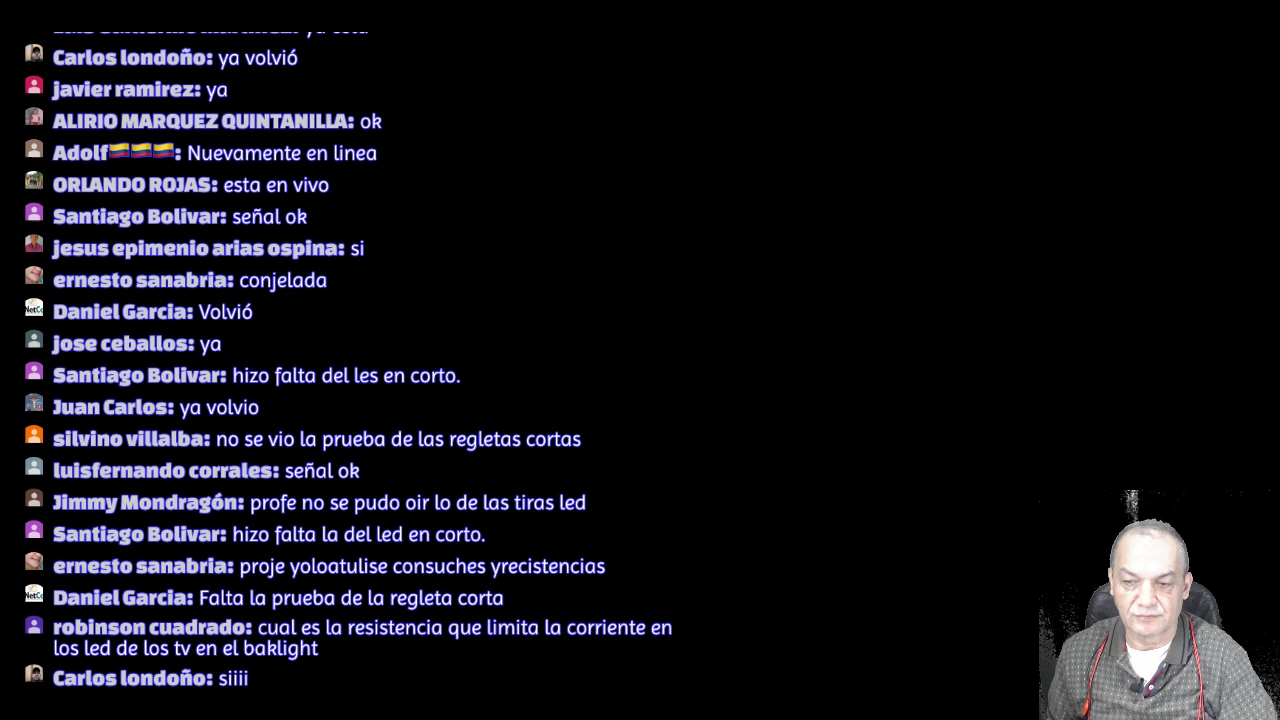 Carlos londoño: ya volvió
javier ramirez: ya
ALIRIO MARQUEZ QUINTANILLA: ok
Adolf🇨🇴🇨🇴🇨🇴: Nuevamente en linea
ORLANDO ROJAS: esta en vivo
Santiago Bolivar: señal ok
jesus epimenio arias ospina: si
ernesto sanabria: conjelada
Daniel Garcia: Volvió
jose ceballos: ya
Santiago Bolivar: hizo falta del les en corto.
Juan Carlos: ya volvio
silvino villalba: no se vio la prueba de las regletas cortas
luisfernando corrales: señal ok
Jimmy Mondragón: profe no se pudo oir lo de las tiras led
Santiago Bolivar: hizo falta la del led en corto.
ernesto sanabria: proje yoloatulise consuches yrecistencias
Daniel Garcia: Falta la prueba de la regleta corta
robinson cuadrado: cual es la resistencia que limita la corriente en
los led de los tv en el baklight
Carlos londoño: siiii